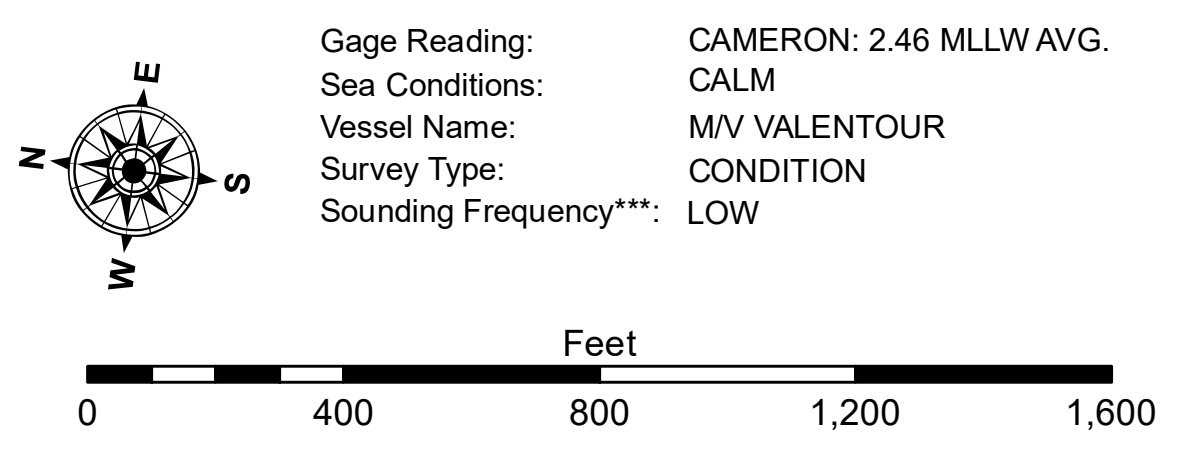 E
N
S
W
Gage Reading: CAMERON: 2.46 MLLW AVG.
Sea Conditions: CALM
Vessel Name: M/V VALENTOUR
Survey Type: CONDITION
Sounding Frequency***: LOW
Feet
0 400 800 1,200 1,600